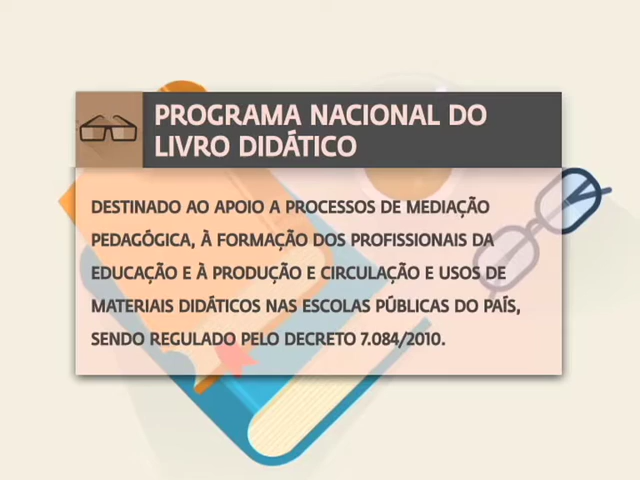 PROGRAMA NACIONAL DO
LIVRO DIDÁTICO
DESTINADO AO APOIO A PROCESSOS DE MEDIAÇÃO
PEDAGÓGICA, À FORMAÇÃO DOS PROFISSIONAIS DA
EDUCAÇÃO E À PRODUÇÃO E CIRCULAÇÃO E USOS DE
MATERIAIS DIDÁTICOS NAS ESCOLAS PÚBLICAS DO PAÍS,
SENDO REGULADO PELO DECRETO 7.084/2010.